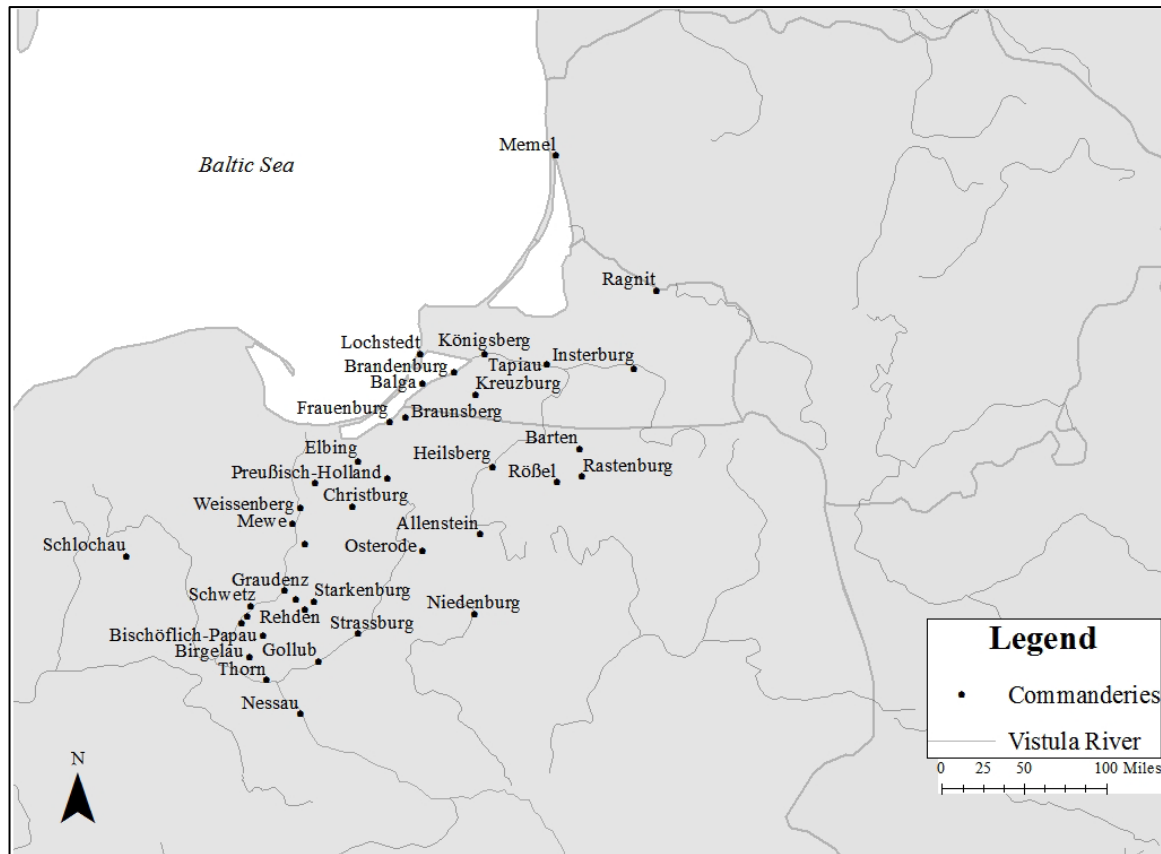 Memel
Baltic Sea
Ragnit
Lochstedt
Königsberg
Brandenburg
Tapiau
Insterburg
Balga
Kreuzburg
Frauenburg
Braunsberg
Elbing
Heilsberg
Barten
Preußisch-Holland
Rößel
Rastenburg
Weissenberg
Christburg
Mewe
Allenstein
Schlochau
Osterode
Graudenz
Schwetz
Starkenburg
Rehden
Niedenburg
Strassburg
Bischöflich-Papau
Birgelau
Gollub
Thorn
Nessau
N
Legend
Commanderies
Vistula River
0 25 50 100 Miles